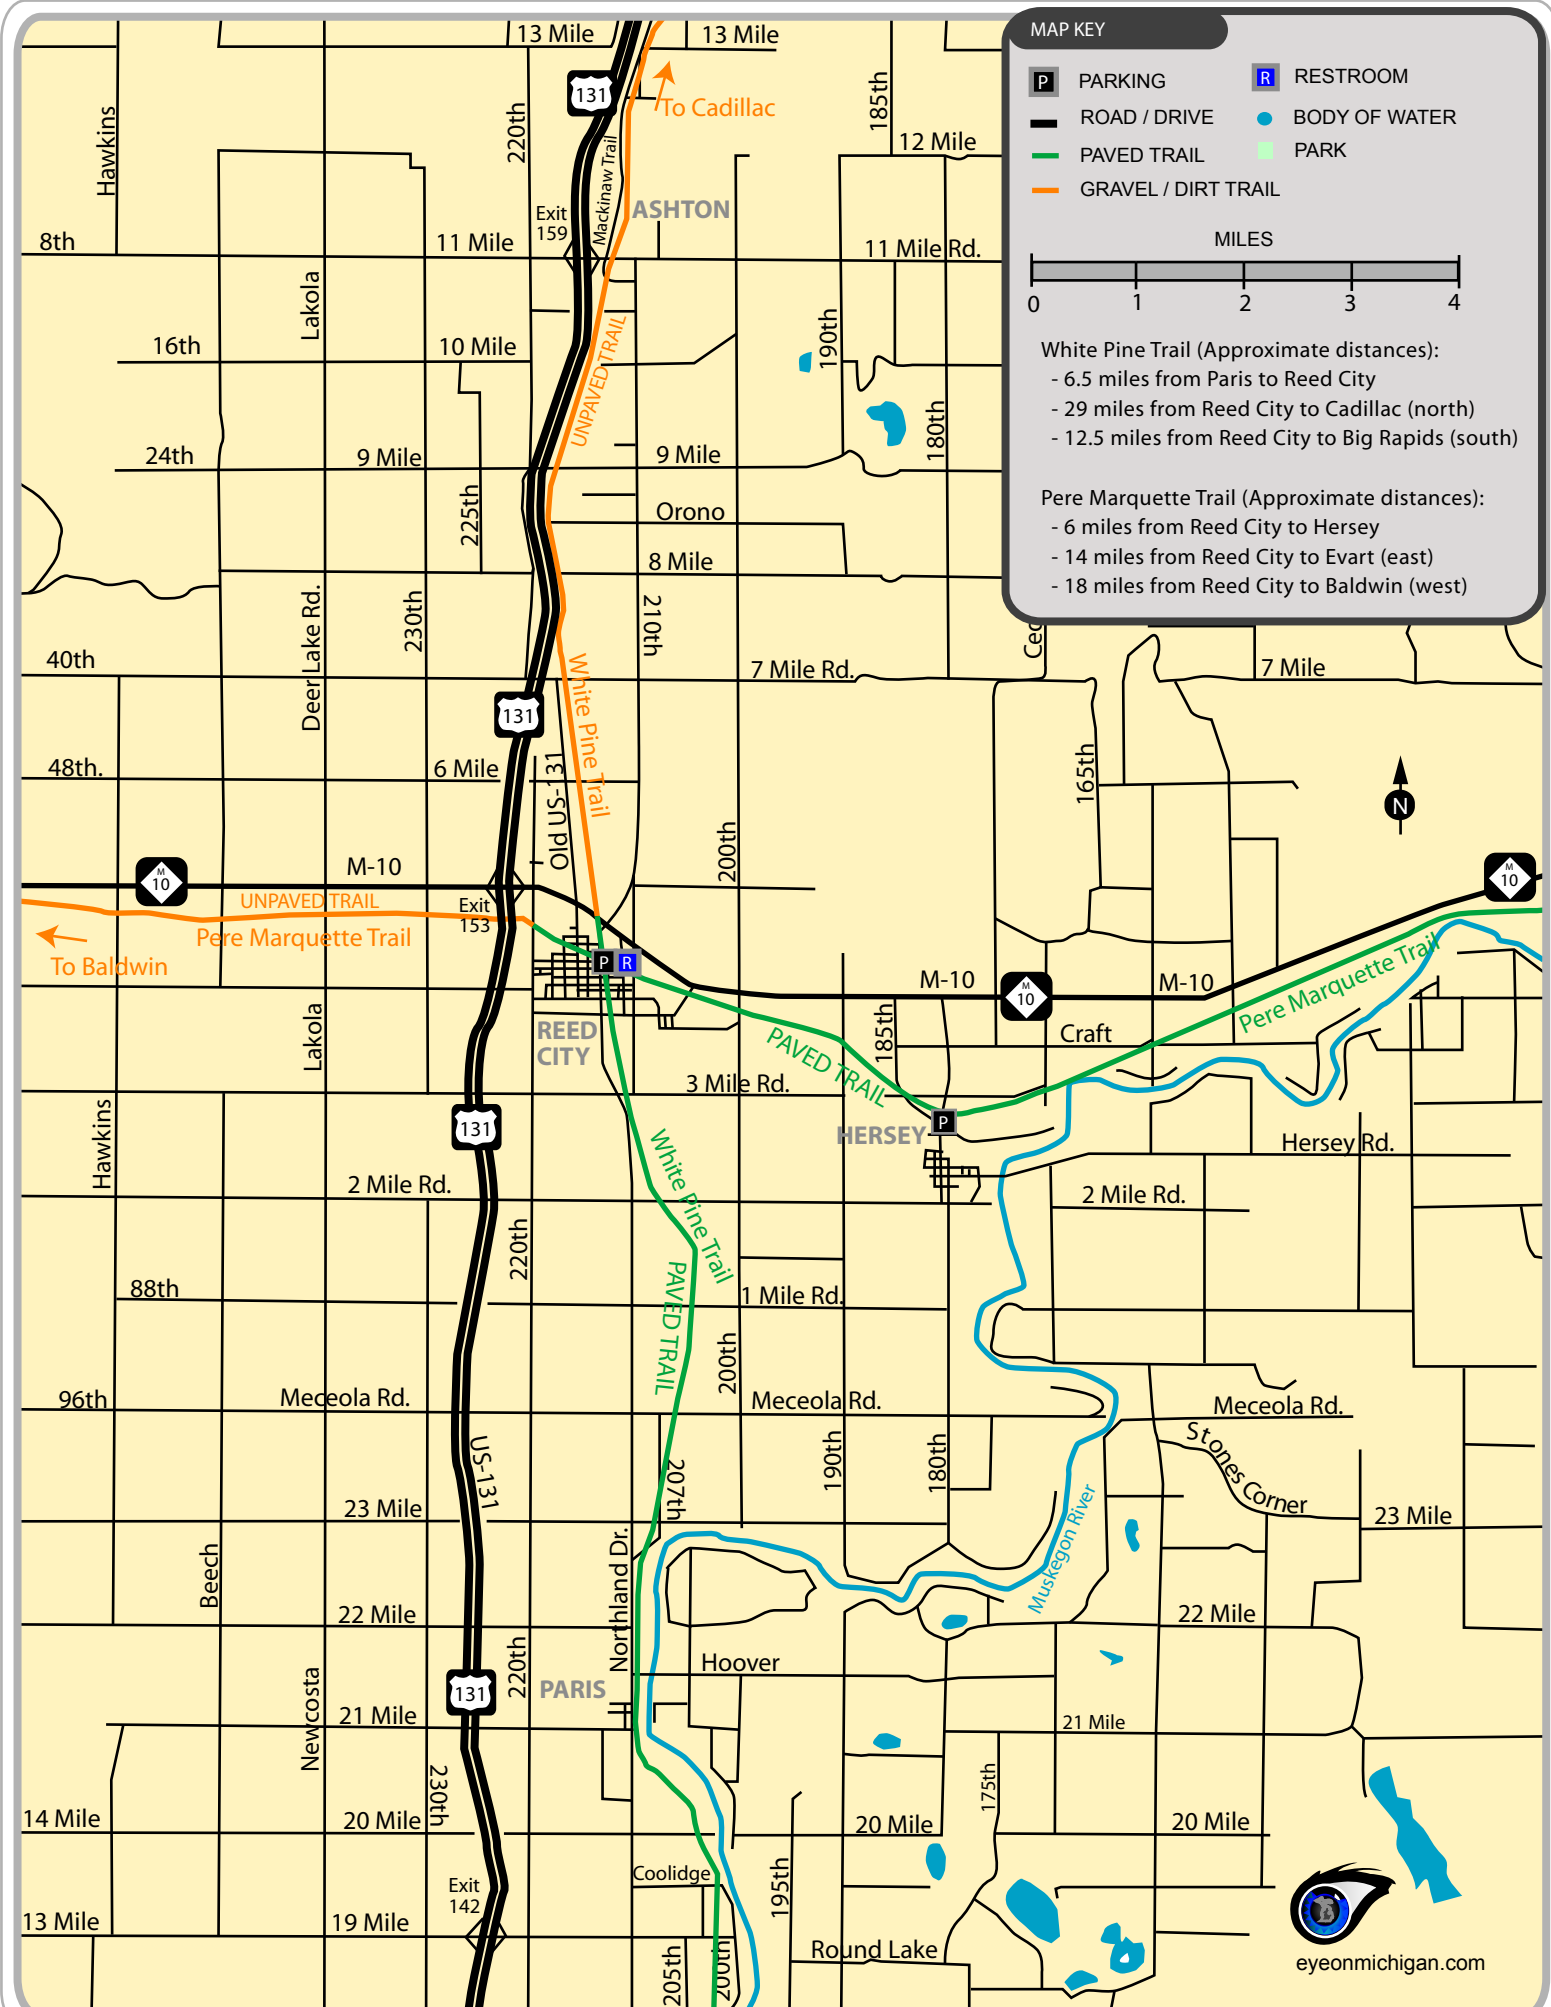 MAP KEY
P PARKING
R RESTROOM
ROAD / DRIVE
BODY OF WATER
PAVED TRAIL
PARK
GRAVEL / DIRT TRAIL
MILES
0 1 2 3 4
White Pine Trail (Approximate distances):
- 6.5 miles from Paris to Reed City
- 29 miles from Reed City to Cadillac (north)
- 12.5 miles from Reed City to Big Rapids (south)
Pere Marquette Trail (Approximate distances):
- 6 miles from Reed City to Hersey
- 14 miles from Reed City to Evart (east)
- 18 miles from Reed City to Baldwin (west)
13 Mile
13 Mile
131
To Cadillac
Hawkins
220th
185th
12 Mile
Mackinaw Trail
ASHTON
Exit
159
8th
11 Mile
11 Mile Rd.
Lakola
UNPAVED TRAIL
190th
16th
10 Mile
180th
24th
9 Mile
9 Mile
225th
Orono
8 Mile
Deer Lake Rd.
230th
210th
Cec
40th
7 Mile Rd.
7 Mile
White Pine Trail
131
48th.
6 Mile
Old US-131
165th
N
200th
M
10
M-10
M
10
UNPAVED TRAIL
Exit
153
Pere Marquette Trail
To Baldwin
P R
M-10
M
10
M-10
Pere Marquette Trail
Lakola
REED
CITY
PAVED TRAIL
185th
Craft
3 Mile Rd.
Hawkins
131
HERSEY
P
Hersey Rd.
White Pine Trail
2 Mile Rd.
2 Mile Rd.
220th
88th
PAVED TRAIL
1 Mile Rd.
200th
96th
Meceola Rd.
Meceola Rd.
Meceola Rd.
US-131
207th
190th
180th
Stones Corner
23 Mile
23 Mile
Muskegon River
Beech
Northland Dr.
22 Mile
22 Mile
220th
Hoover
Newcosta
131
PARIS
21 Mile
21 Mile
230th
175th
14 Mile
20 Mile
20 Mile
20 Mile
Coolidge
195th
Exit
142
13 Mile
19 Mile
205th
200th
Round Lake
eyeonmichigan.com